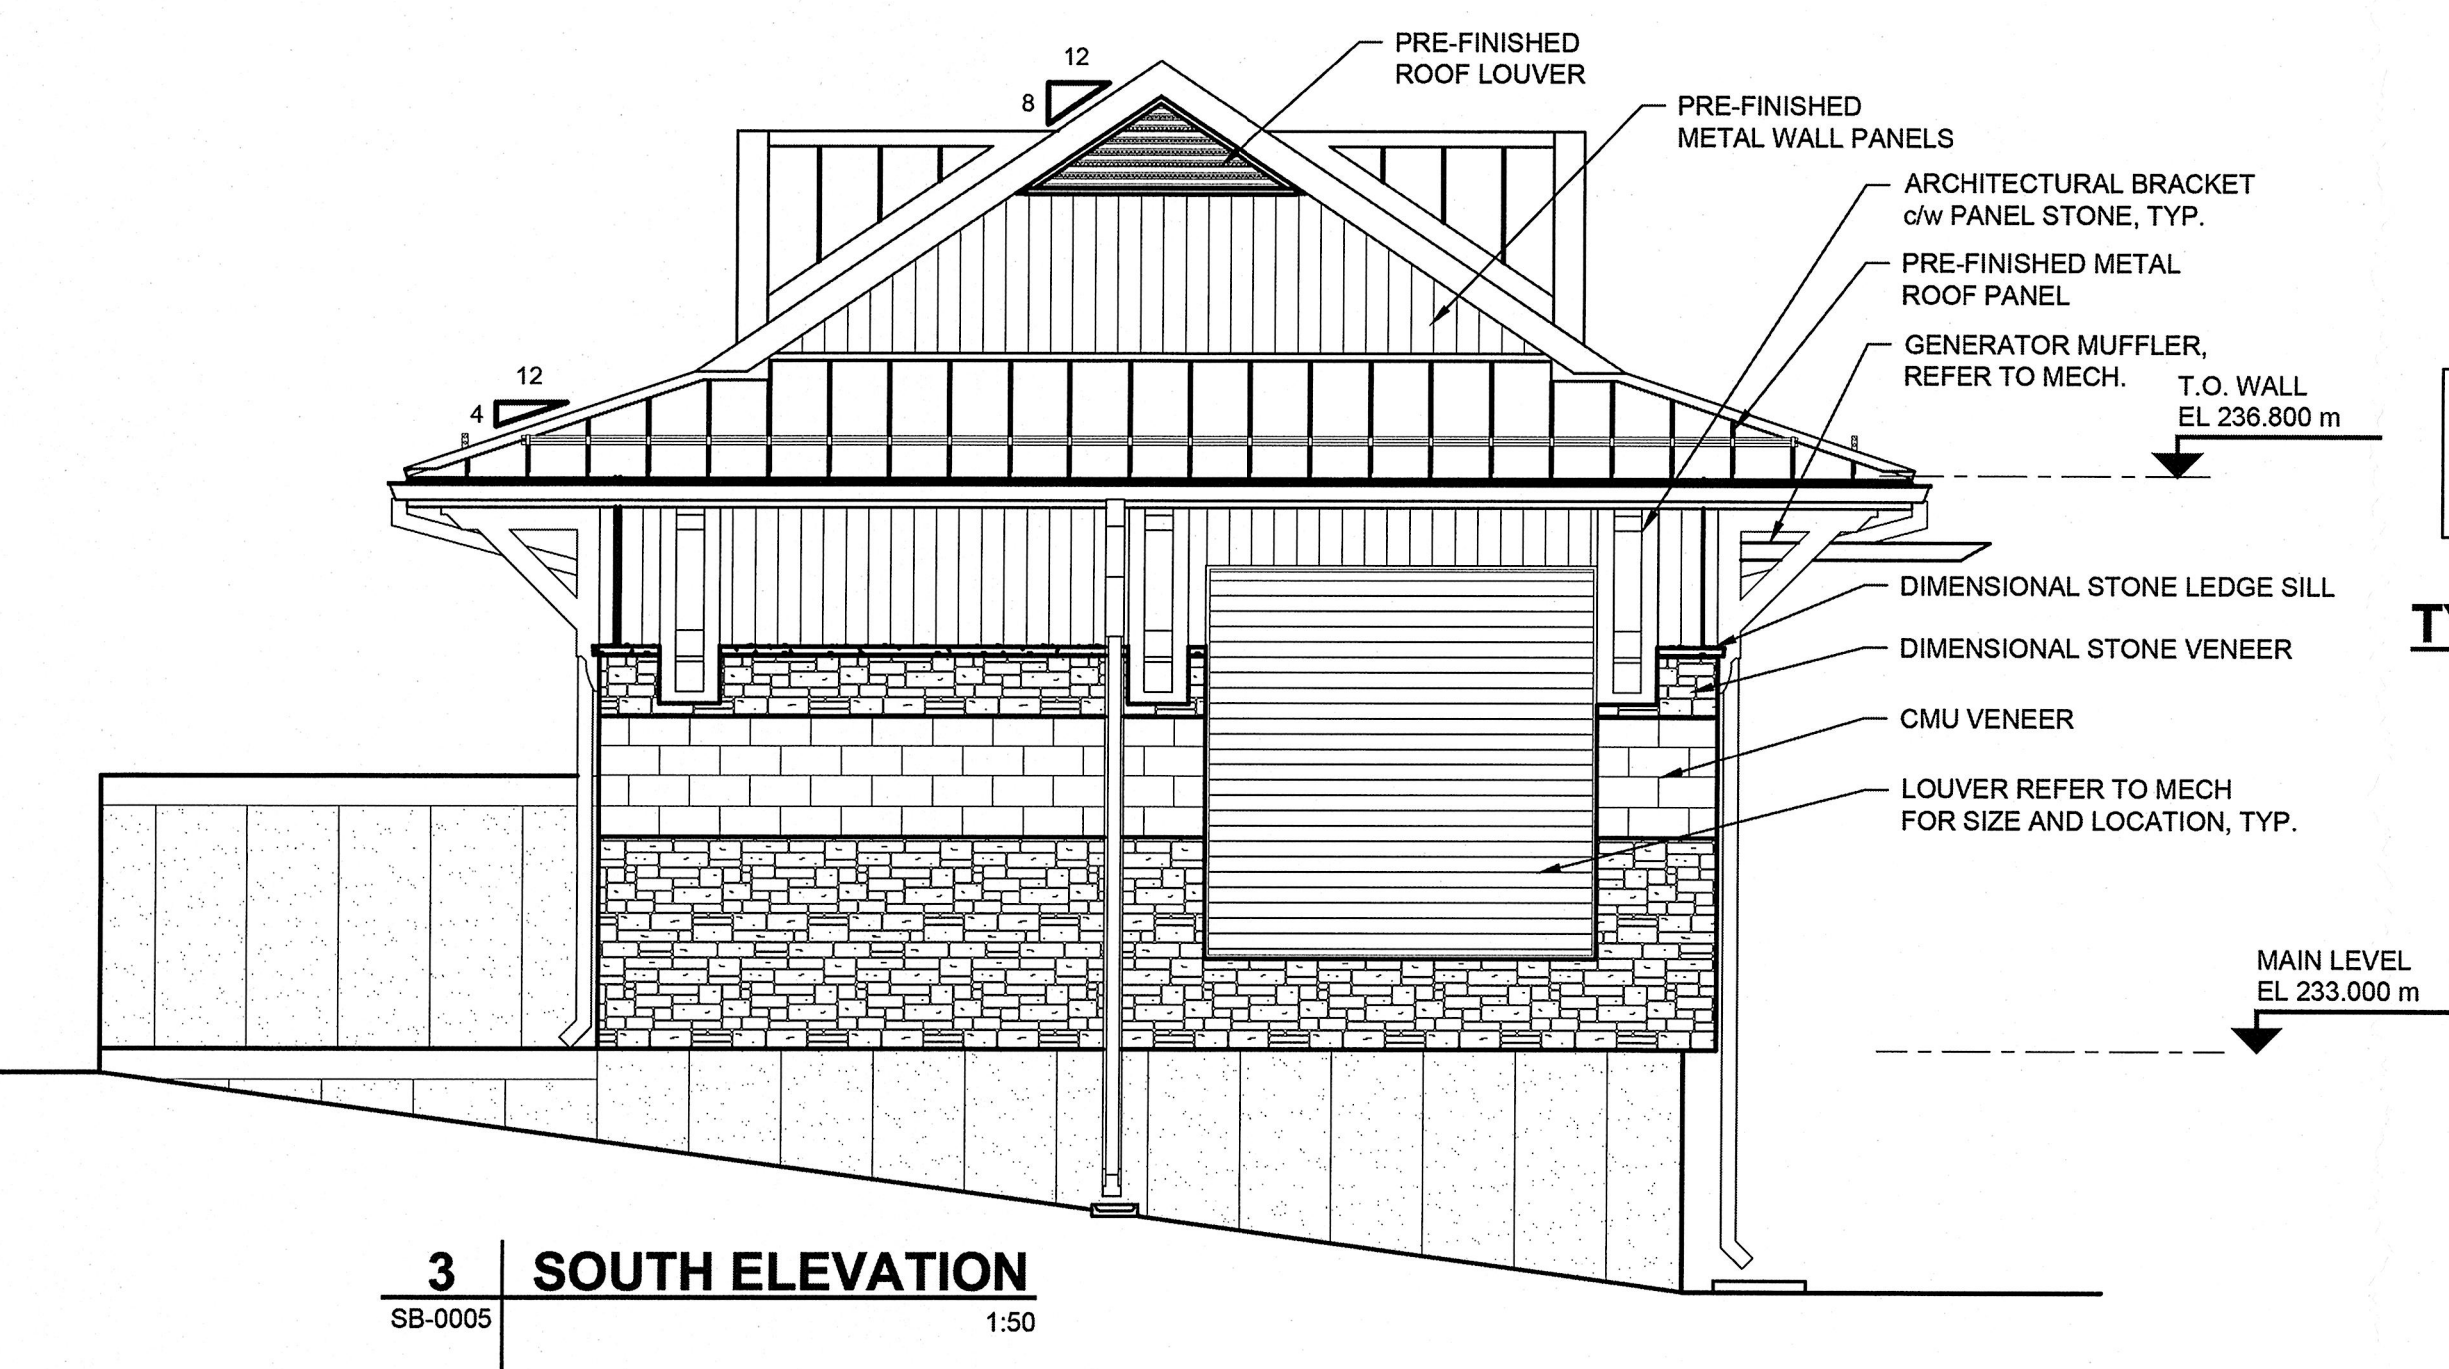 12
8
PRE-FINISHED
ROOF LOUVER
PRE-FINISHED
METAL WALL PANELS
ARCHITECTURAL BRACKET
c/w PANEL STONE, TYP.
PRE-FINISHED METAL
ROOF PANEL
GENERATOR MUFFLER,
REFER TO MECH.
12
4
T.O. WALL
EL 236.800 m
DIMENSIONAL STONE LEDGE SILL
DIMENSIONAL STONE VENEER
CMU VENEER
LOUVER REFER TO MECH
FOR SIZE AND LOCATION, TYP.
MAIN LEVEL
EL 233.000 m
3 SOUTH ELEVATION
SB-0005 1:50